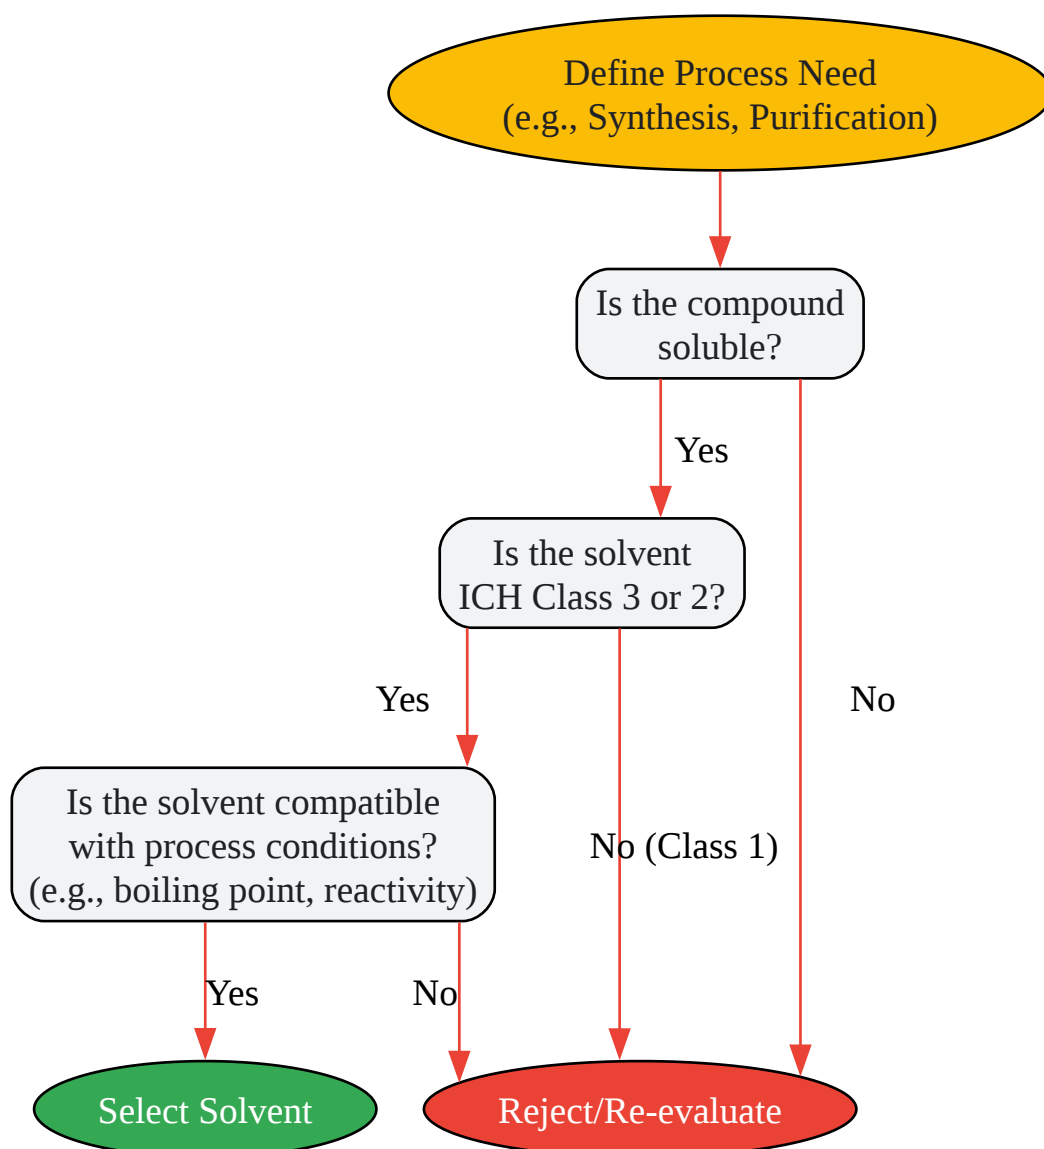 Define Process Need
(e.g., Synthesis, Purification)
Is the compound
soluble?
Yes
Is the solvent
ICH Class 3 or 2?
Yes
No
Is the solvent compatible
with process conditions?
(e.g., boiling point, reactivity)
No (Class 1)
Yes
No
Select Solvent
Reject/Re-evaluate